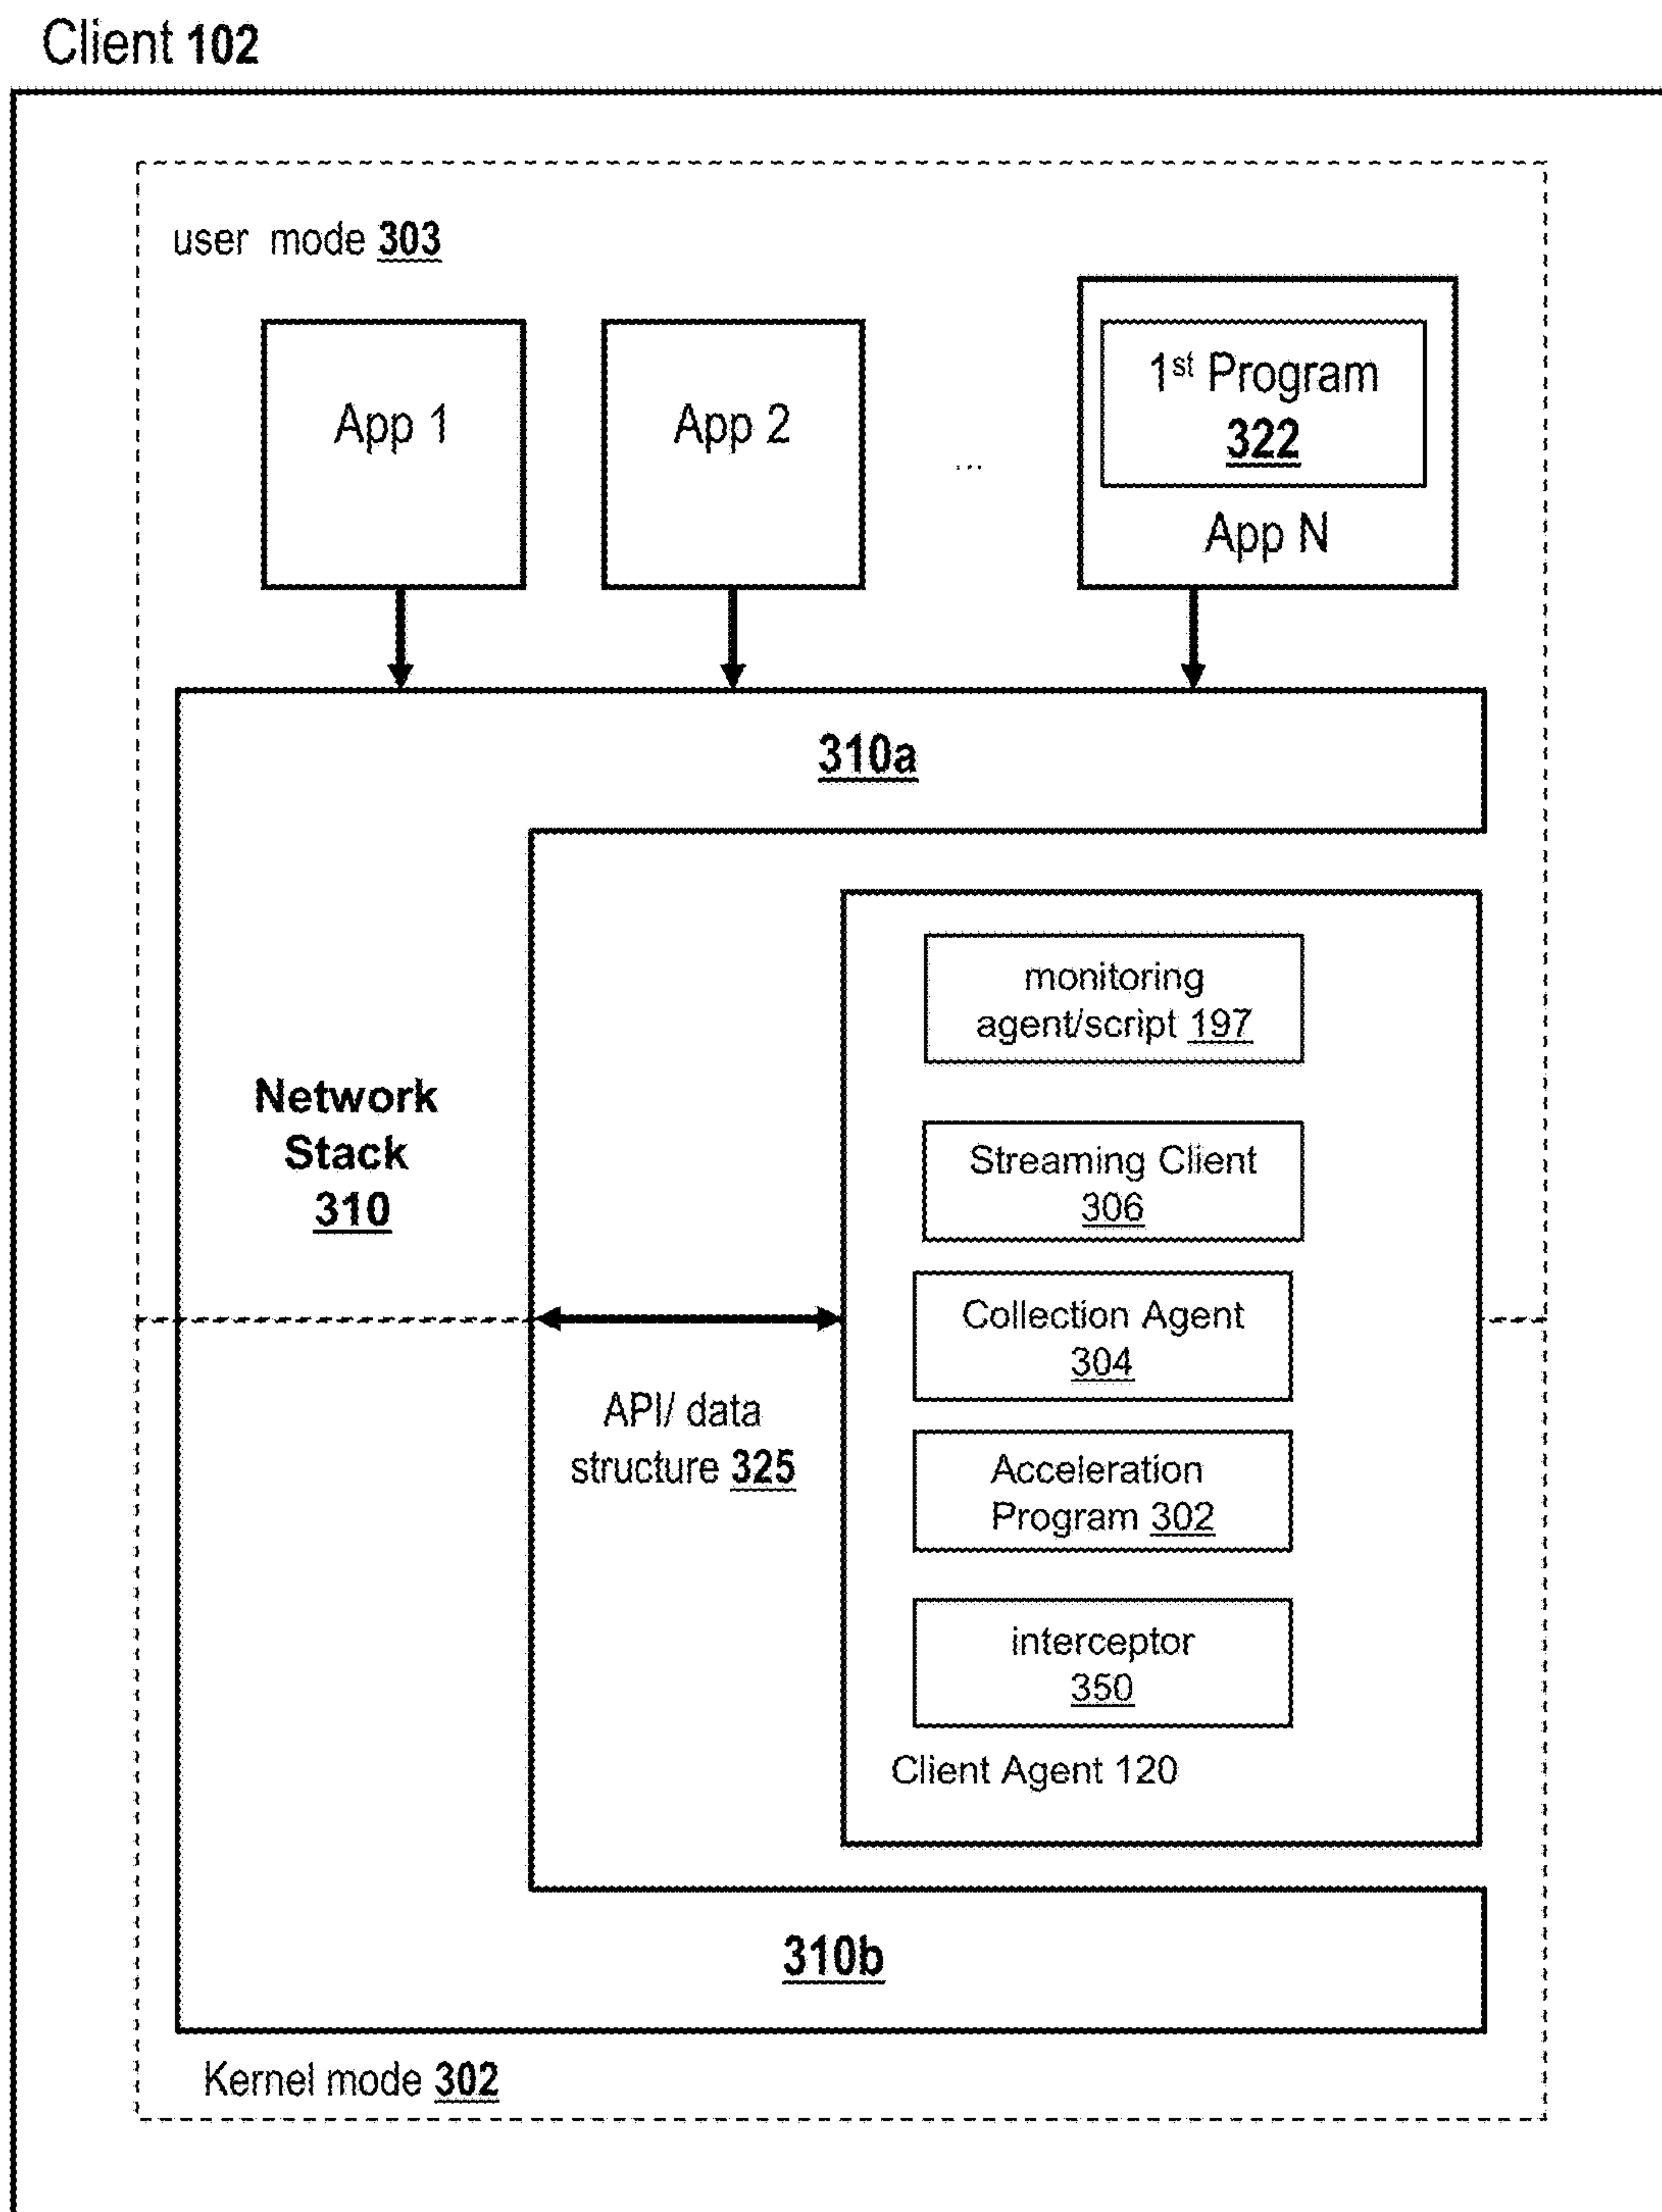 Client 102
user mode 303
App 1
App 2
...
1st Program
322
App N
310a
Network
Stack
310
monitoring
agent/script 197
Streaming Client
306
Collection Agent
304
API/ data
structure 325
Acceleration
Program 302
interceptor
350
Client Agent 120
310b
Kernel mode 302